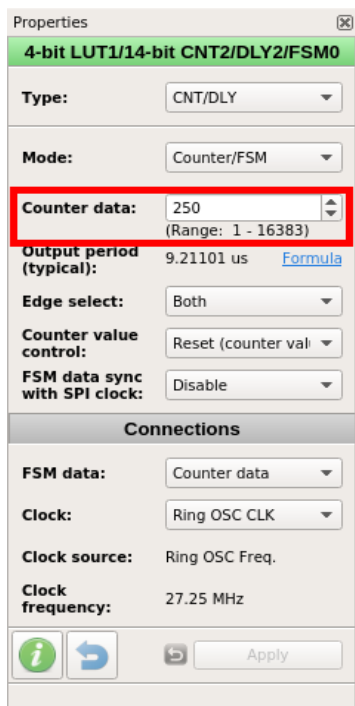 Properties
4-bit LUT1/14-bit CNT2/DLY2/FSM0
Type: CNT/DLY
Mode: Counter/FSM
Counter data: 250
(Range: 1 - 16383)
Output period
(typical): 9.21101 us Formula
Edge select: Both
Counter value
control: Reset (counter val
FSM data sync
with SPI clock: Disable
Connections
FSM data: Counter data
Clock: Ring OSC CLK
Clock source: Ring OSC Freq.
Clock
frequency: 27.25 MHz
Apply